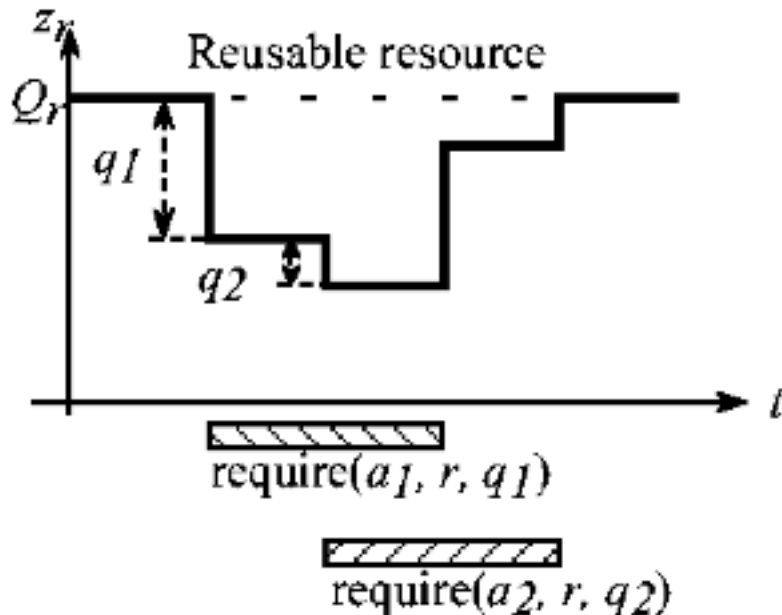 z_r
Reusable resource
Q_r
q1
q2
t
require(a1, r, q1)
require(a2, r, q2)